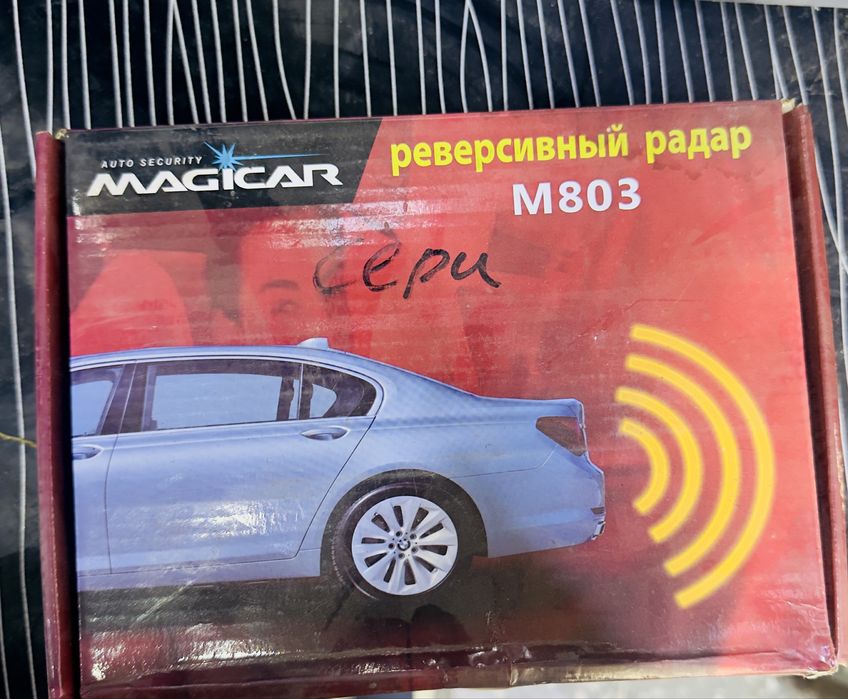 AUTO SECURITY
MAGICAR
реверсивный радар
M803
сери